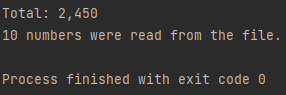 Total: 2,450
10 numbers were read from the file.
Process finished with exit code 0